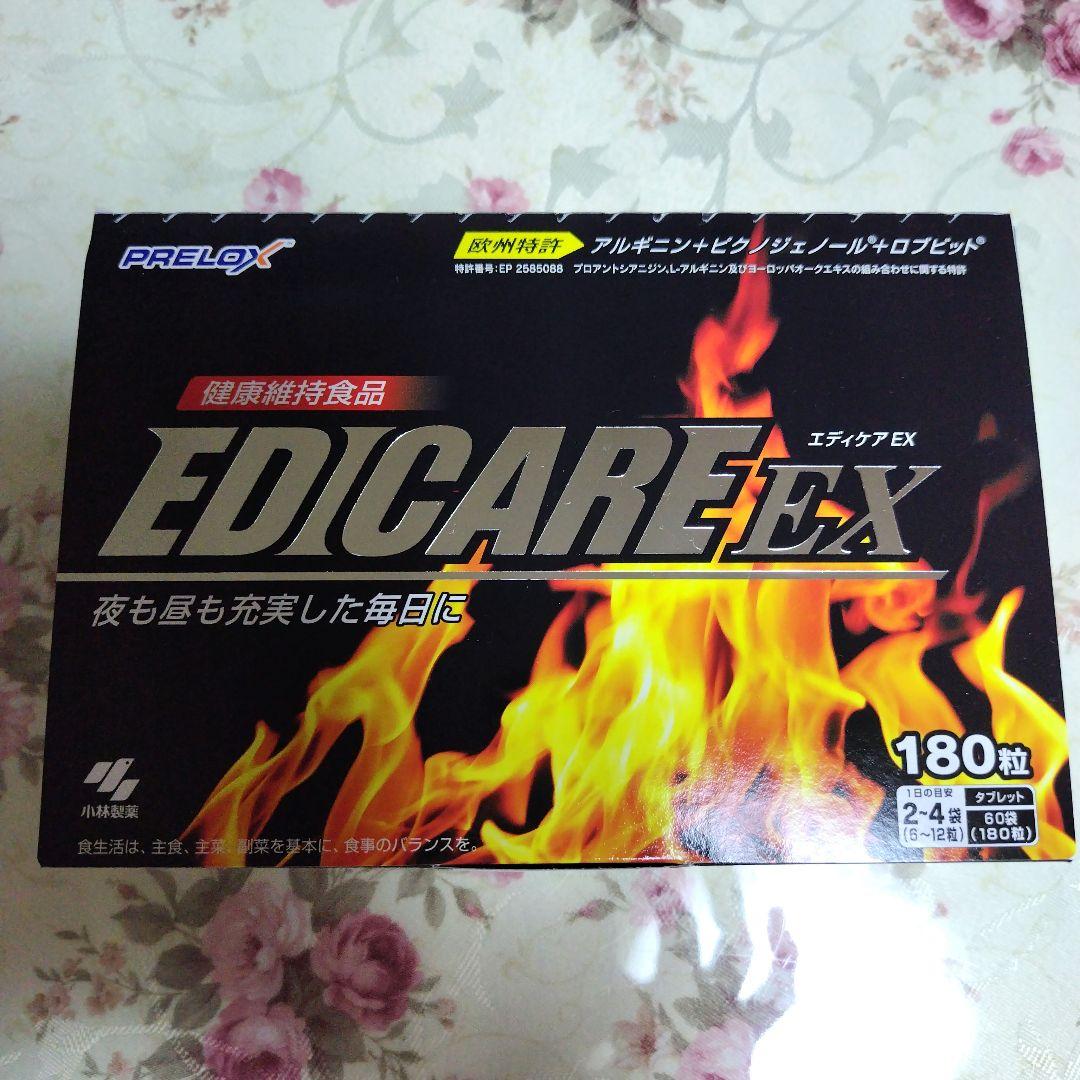 PRELOX
欧州特許 アルギニン+ピクノジェノール®+ロブビット®
特許番号:EP 2585088 プロアントシアニジン、L-アルギニン及びヨーロッパオークエキスの組み合わせに関する特許
健康維持食品
エディケアEX
EDICARE EX
夜も昼も充実した毎日に
180粒
1日の目安
2~4袋
(6~12粒)
タブレット
60袋
(180粒)
小林製薬
食生活は、主食、主菜、副菜を基本に、食事のバランスを。